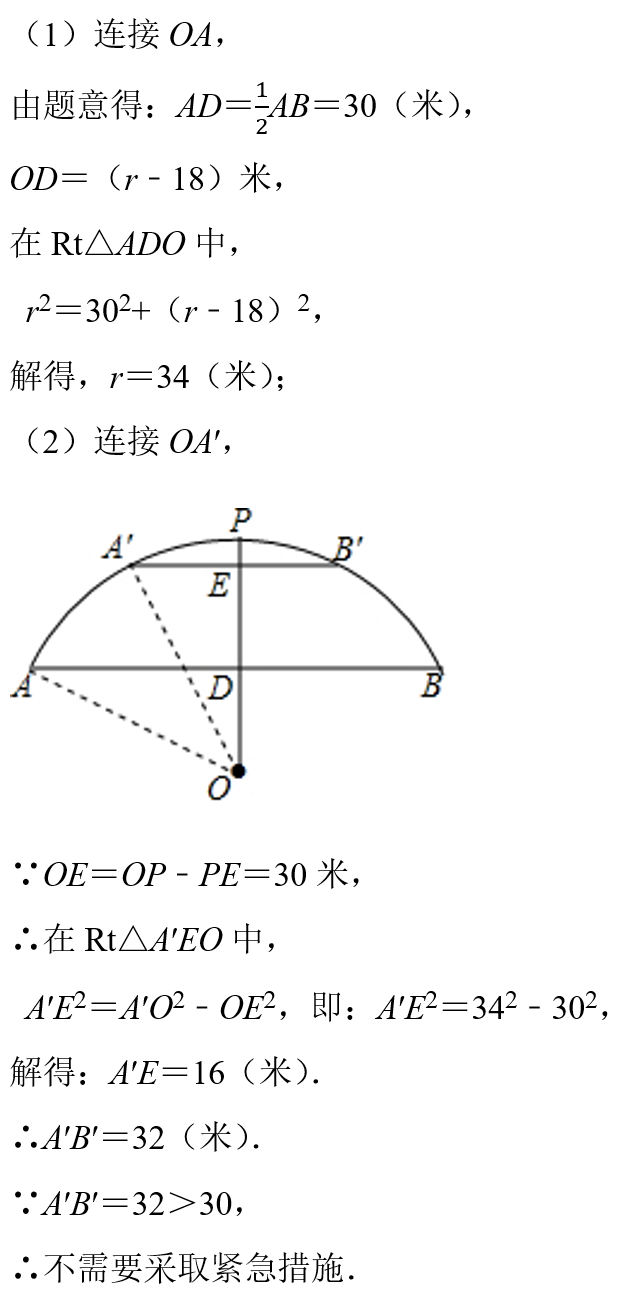 （1）连接 OA，
由题意得：AD＝1/2AB＝30（米），
OD＝（r﹣18）米，
在 Rt△ADO 中，
r²＝30²+（r﹣18）²，
解得，r＝34（米）；
（2）连接 OA′，
P
A′
B′
E
A
D
B
O
∵OE＝OP﹣PE＝30 米，
∴在 Rt△A′EO 中，
A′E²＝A′O²﹣OE²，即：A′E²＝34²﹣30²，
解得：A′E＝16（米）．
∴A′B′＝32（米）．
∵A′B′＝32＞30，
∴不需要采取紧急措施．